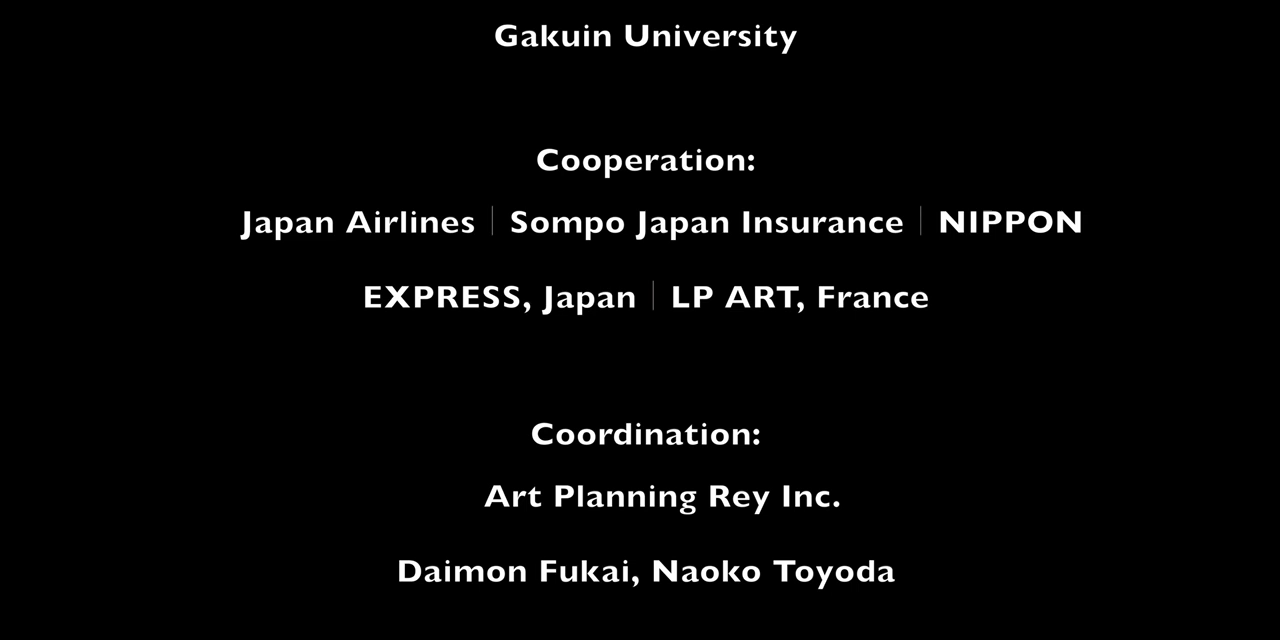 Gakuin University
Cooperation:
Japan Airlines | Sompo Japan Insurance | NIPPON
EXPRESS, Japan | LP ART, France
Coordination:
Art Planning Rey Inc.
Daimon Fukai, Naoko Toyoda